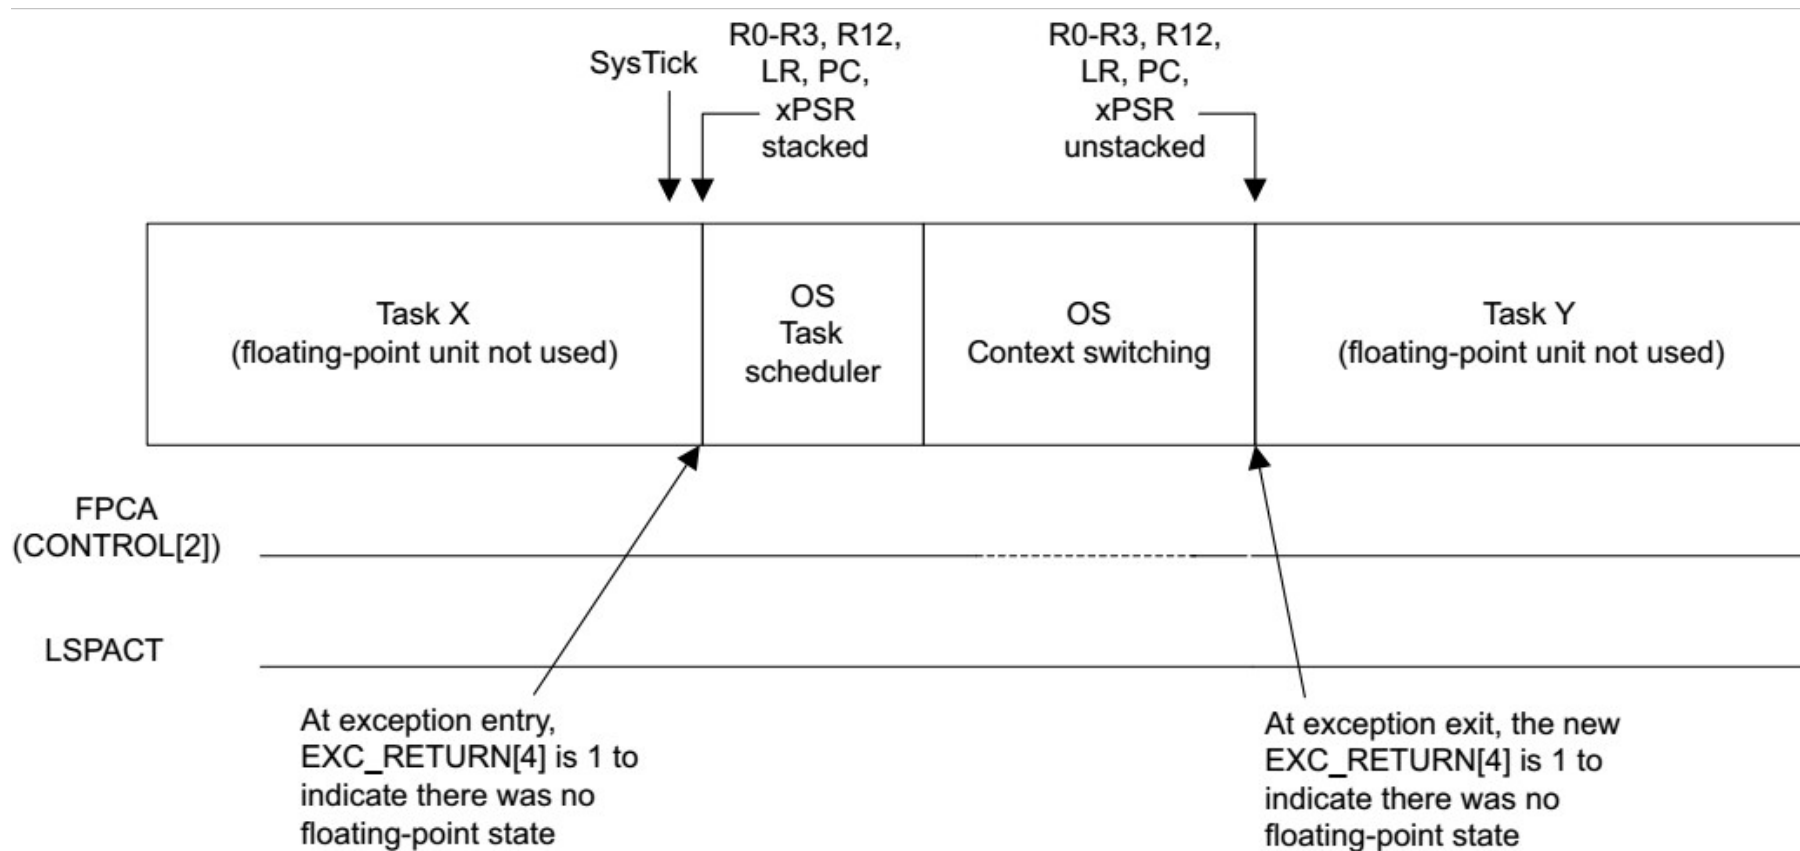 SysTick
R0-R3, R12,
LR, PC,
xPSR
stacked
R0-R3, R12,
LR, PC,
xPSR
unstacked
Task X
(floating-point unit not used)
OS
Task
scheduler
OS
Context switching
Task Y
(floating-point unit not used)
FPCA
(CONTROL[2])
LSPACT
At exception entry,
EXC_RETURN[4] is 1 to
indicate there was no
floating-point state
At exception exit, the new
EXC_RETURN[4] is 1 to
indicate there was no
floating-point state